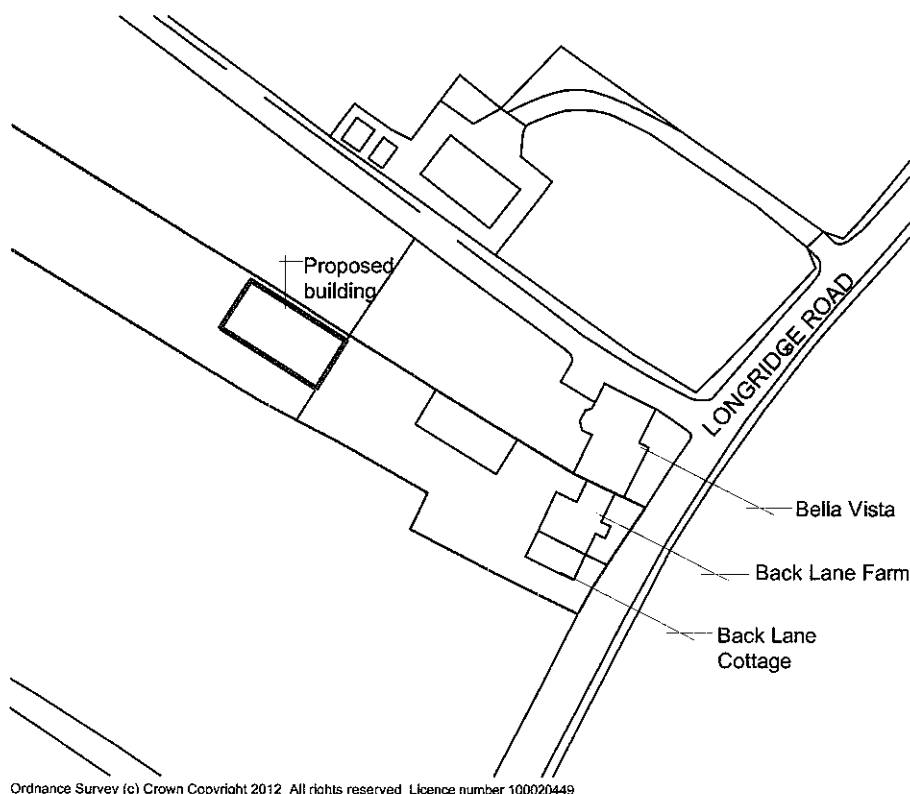 Proposed
building
LONGRIDGE ROAD
Bella Vista
Back Lane Farm
Back Lane
Cottage
Ordnance Survey (c) Crown Copyright 2012 All rights reserved Licence number 100020449